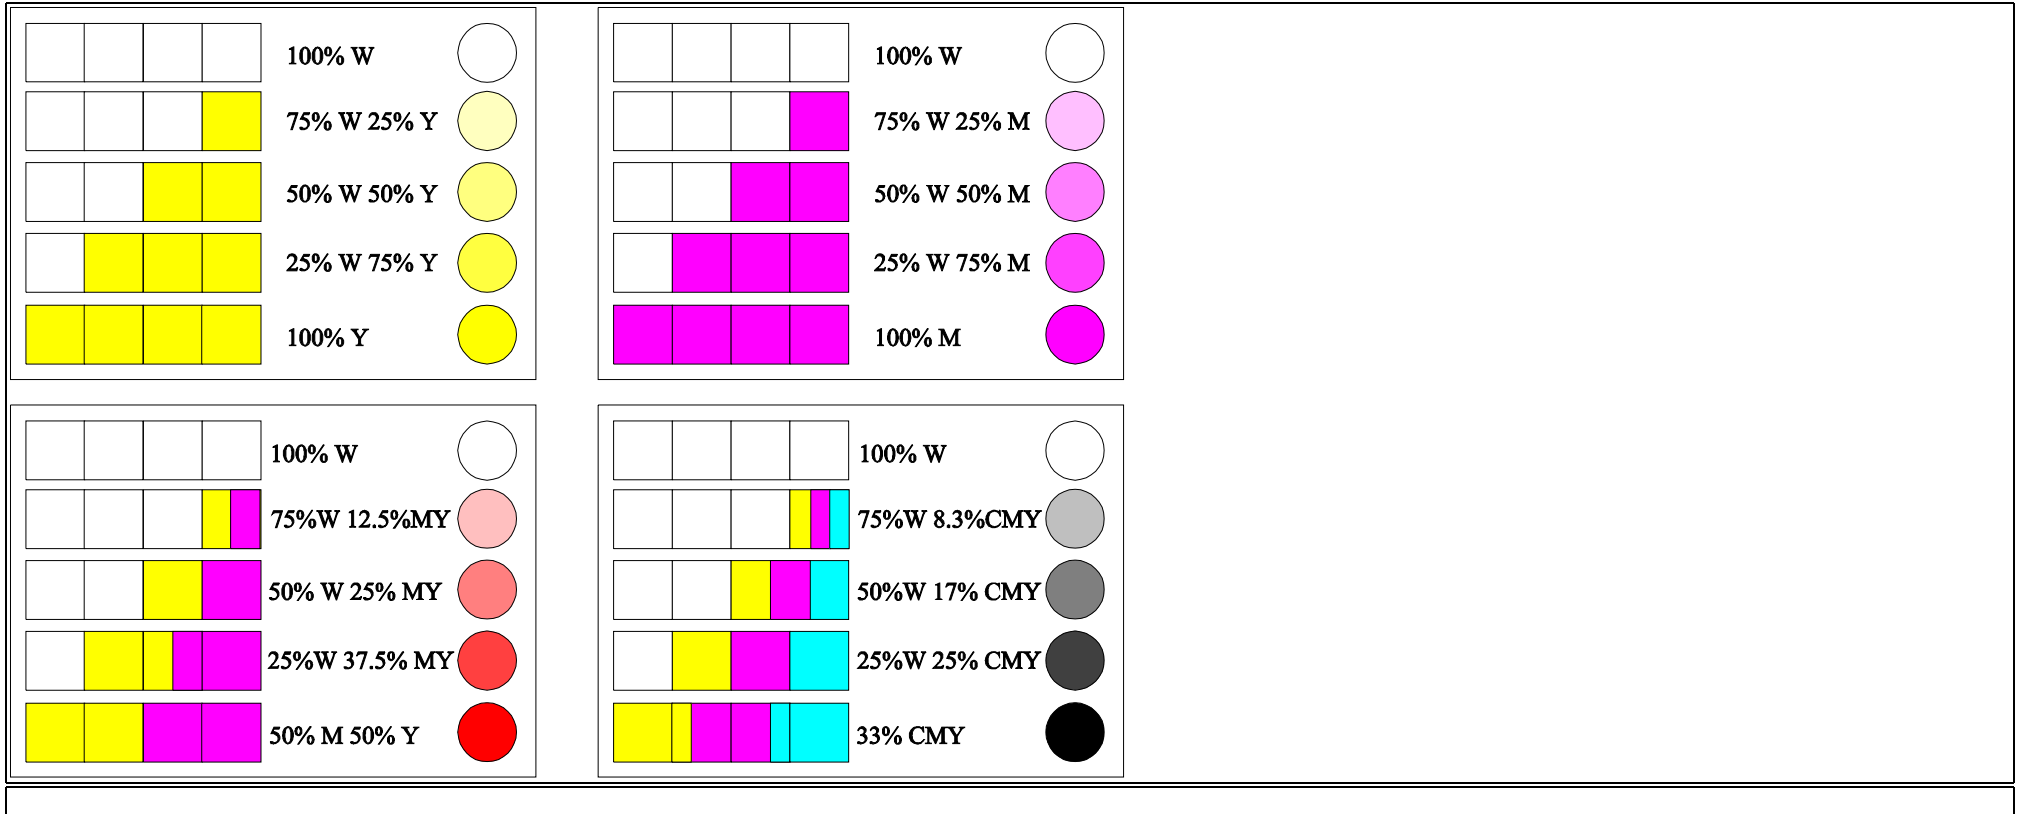 100% W
75% W 25% Y
50% W 50% Y
25% W 75% Y
100% Y
100% W
75% W 25% M
50% W 50% M
25% W 75% M
100% M
100% W
75%W 12.5%MY
50% W 25% MY
25%W 37.5% MY
50% M 50% Y
100% W
75%W 8.3%CMY
50%W 17% CMY
25%W 25% CMY
33% CMY